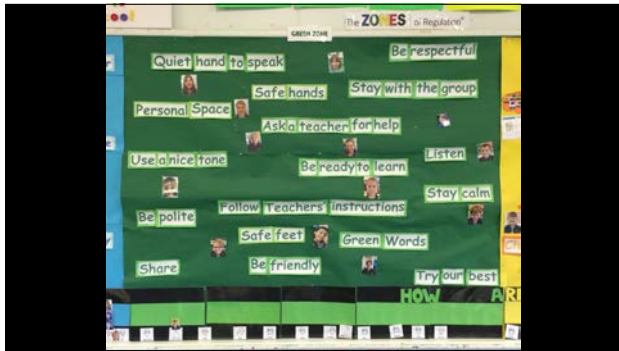 The ZONES of Regulation®
GREEN ZONE
Be respectful
Quiet hand to speak
Safe hands
Stay with the group
Personal Space
Ask a teacher for help
Use a nice tone
Be ready to learn
Listen
Stay calm
Be polite
Follow Teachers' instructions
Safe feet
Green Words
Share
Be friendly
Try our best
HOW ARE